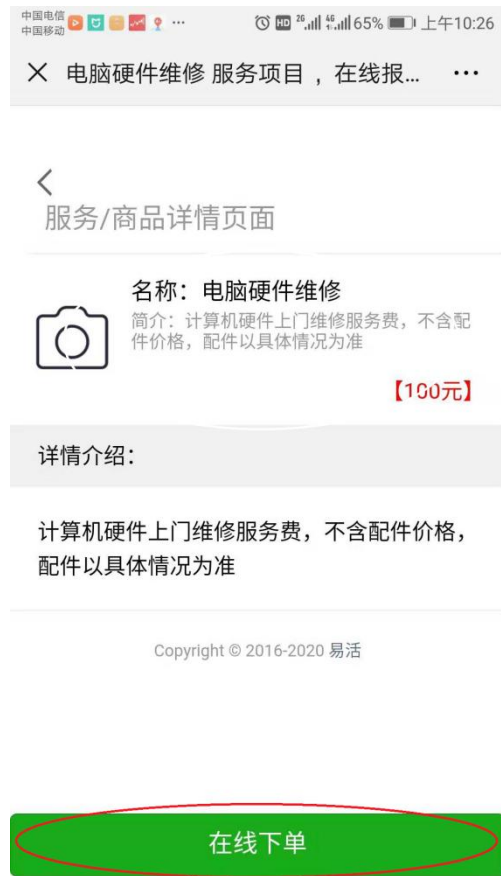 中国电信
中国移动
HD 26 46 65% 上午10:26
电脑硬件维修 服务项目，在线报...
服务/商品详情页面
名称：电脑硬件维修
简介：计算机硬件上门维修服务费，不含配
件价格，配件以具体情况为准
【100元】
详情介绍：
计算机硬件上门维修服务费，不含配件价格，
配件以具体情况为准
Copyright © 2016-2020 易活
在线下单